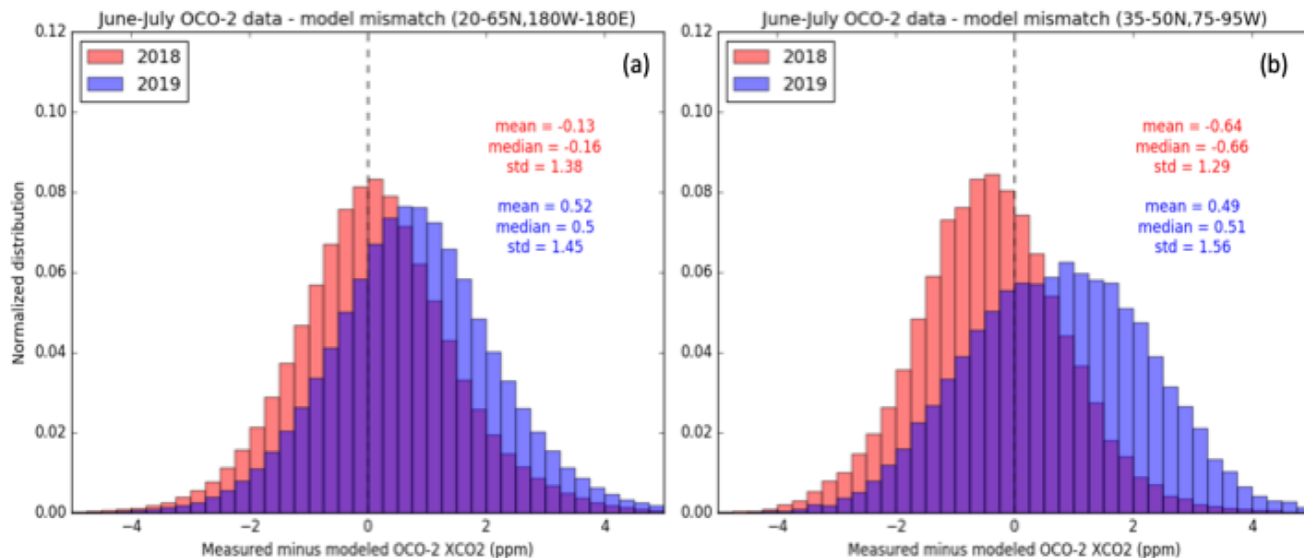 June-July OCO-2 data - model mismatch (20-65N,180W-180E)
0.12
0.10
0.08
0.06
0.04
0.02
0.00
Normalized distribution
2018
2019
(a)
mean = -0.13
median = -0.16
std = 1.38
mean = 0.52
median = 0.5
std = 1.45
−4
−2
0
2
4
Measured minus modeled OCO-2 XCO2 (ppm)
June-July OCO-2 data - model mismatch (35-50N,75-95W)
0.12
0.10
0.08
0.06
0.04
0.02
0.00
2018
2019
(b)
mean = -0.64
median = -0.66
std = 1.29
mean = 0.49
median = 0.51
std = 1.56
−4
−2
0
2
4
Measured minus modeled OCO-2 XCO2 (ppm)